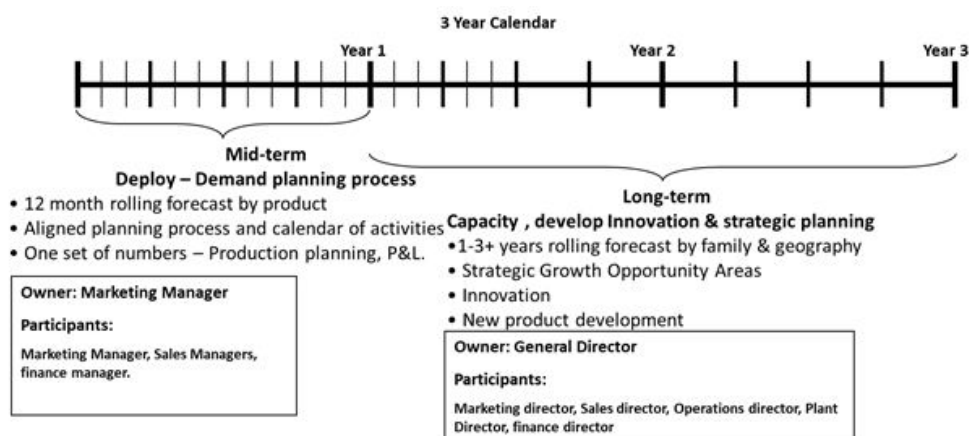 3 Year Calendar
Year 1
Year 2
Year 3
Mid-term
Deploy – Demand planning process
• 12 month rolling forecast by product
• Aligned planning process and calendar of activities
• One set of numbers – Production planning, P&L.
Owner: Marketing Manager
Participants:
Marketing Manager, Sales Managers,
finance manager.
Long-term
Capacity , develop Innovation & strategic planning
•1-3+ years rolling forecast by family & geography
• Strategic Growth Opportunity Areas
• Innovation
• New product development
Owner: General Director
Participants:
Marketing director, Sales director, Operations director, Plant
Director, finance director